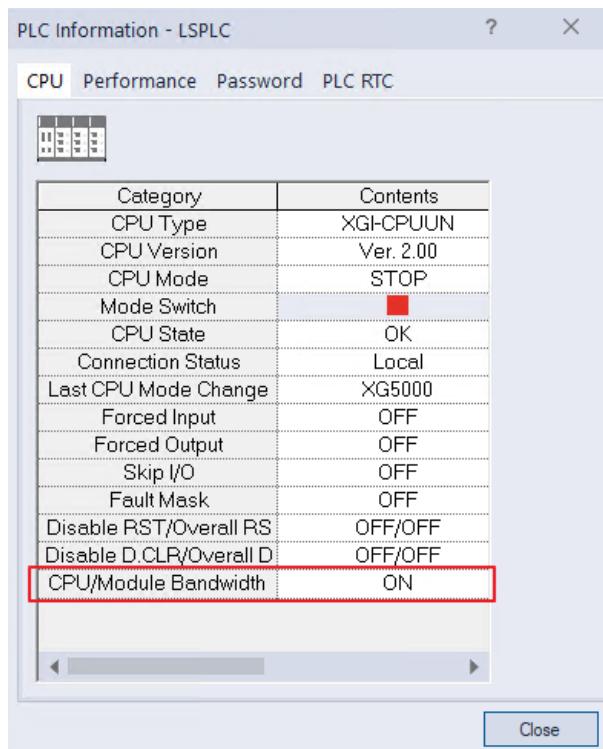 PLC Information - LSPLC ?
CPU Performance Password PLC RTC
Category Contents
CPU Type XGI-CPUUN
CPU Version Ver. 2.00
CPU Mode STOP
Mode Switch
CPU State OK
Connection Status Local
Last CPU Mode Change XG5000
Forced Input OFF
Forced Output OFF
Skip I/O OFF
Fault Mask OFF
Disable RST/Overall RS OFF/OFF
Disable D.CLR/Overall D OFF/OFF
CPU/Module Bandwidth ON
Close